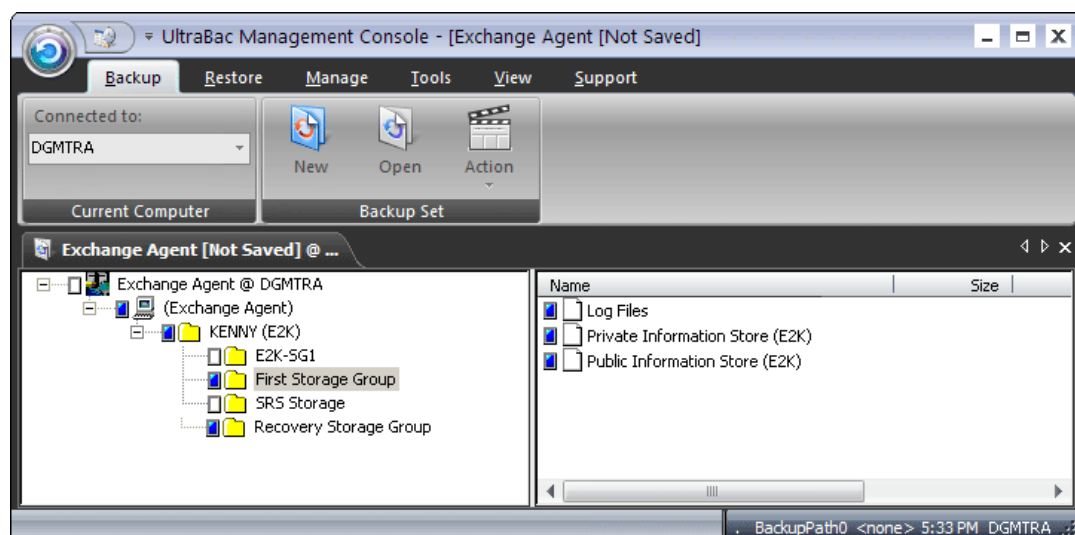 UltraBac Management Console - [Exchange Agent [Not Saved]
Backup Restore Manage Tools View Support
Connected to:
DGMTRA
New Open Action
Current Computer Backup Set
Exchange Agent [Not Saved] @ ...
Exchange Agent @ DGMTRA
(Exchange Agent)
KENNY (E2K)
E2K-SG1
First Storage Group
SRS Storage
Recovery Storage Group
Name Size
Log Files
Private Information Store (E2K)
Public Information Store (E2K)
. BackupPath0 <none> 5:33 PM DGMTRA